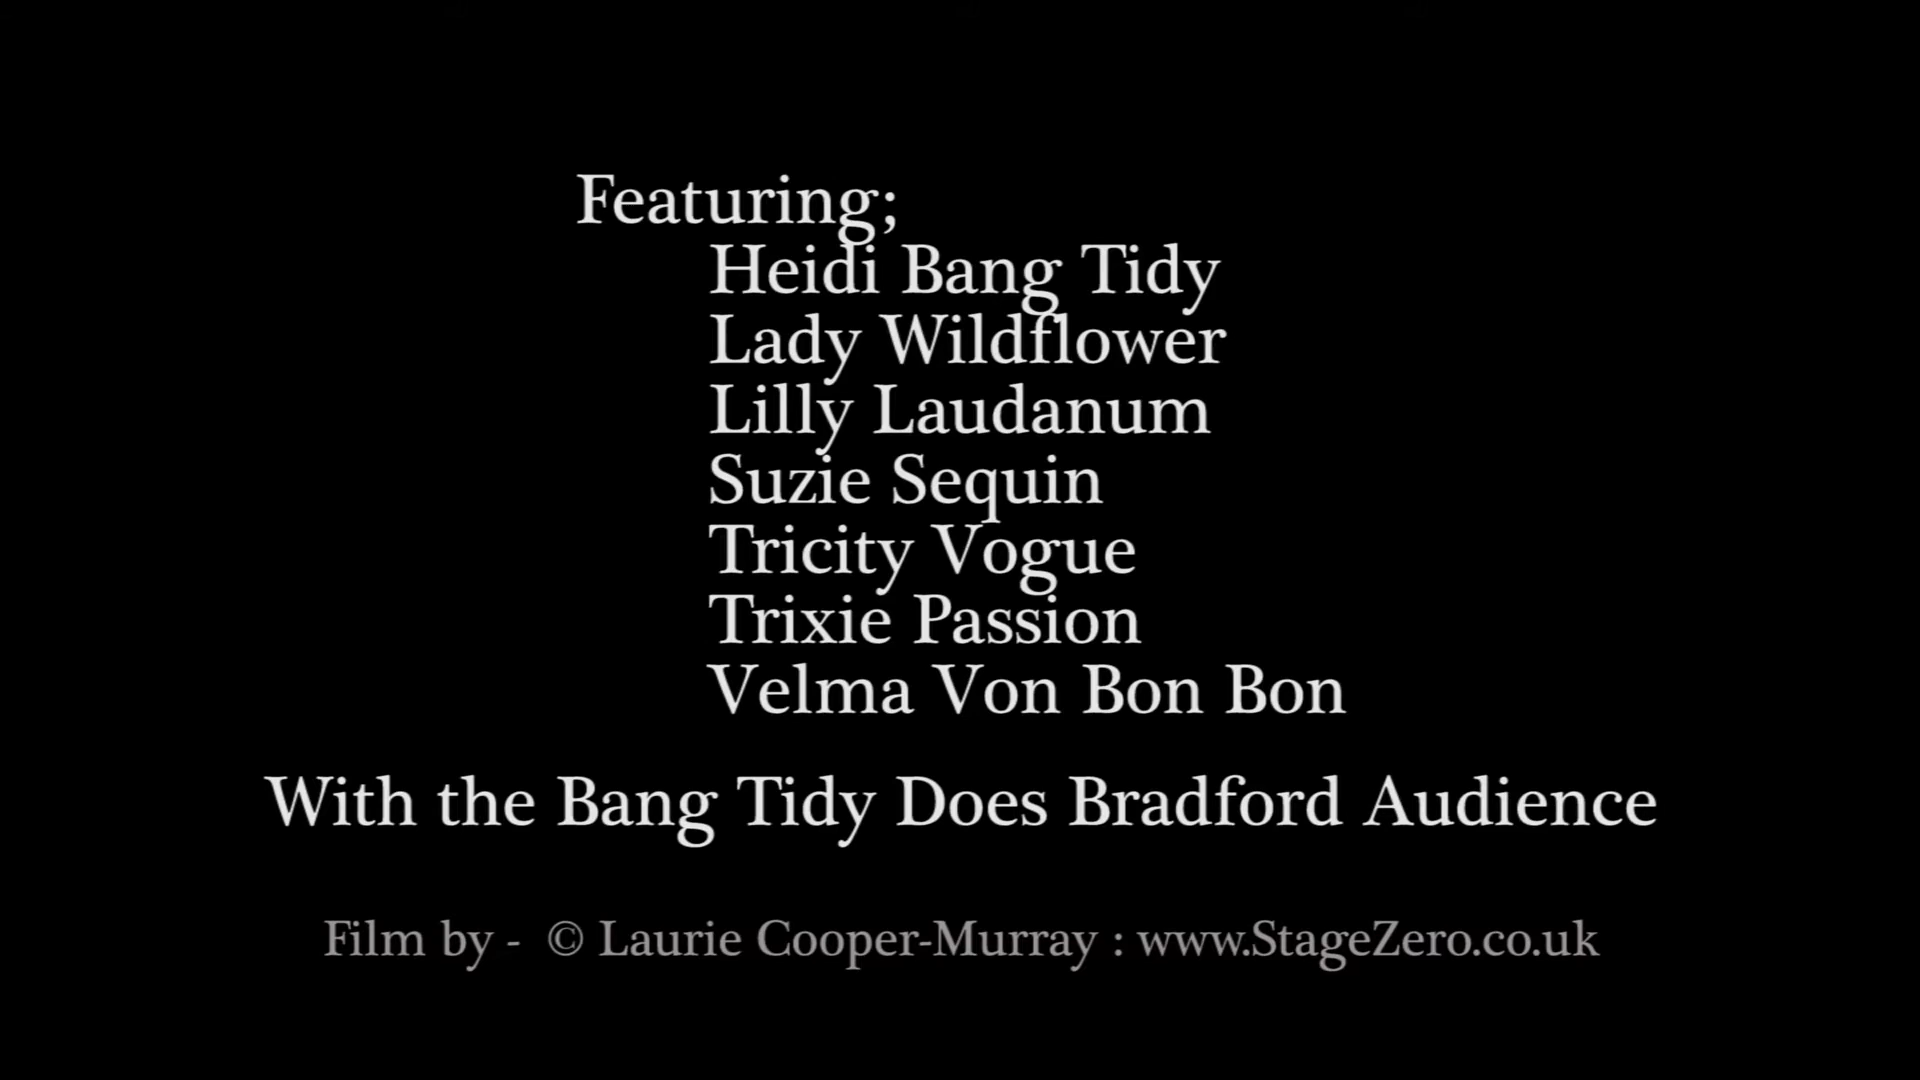 Featuring;
Heidi Bang Tidy
Lady Wildflower
Lilly Laudanum
Suzie Sequin
Tricity Vogue
Trixie Passion
Velma Von Bon Bon
With the Bang Tidy Does Bradford Audience
Film by - © Laurie Cooper-Murray : www.StageZero.co.uk